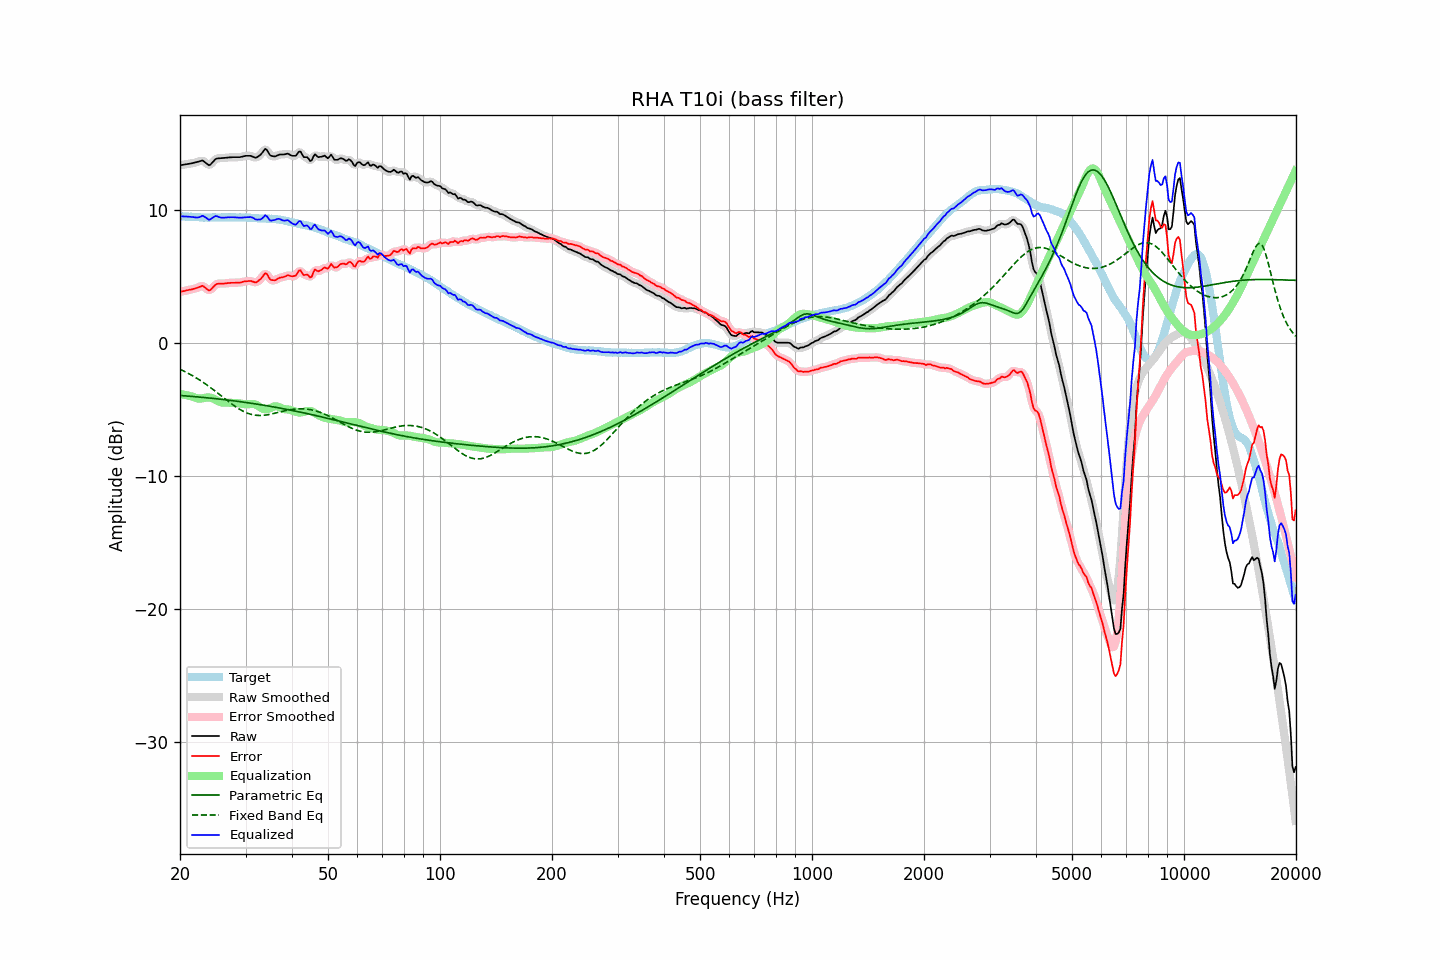 RHA T10i (bass filter)
Amplitude (dBr)
10
0
−10
−20
−30
Target
Raw Smoothed
Error Smoothed
Raw
Error
Equalization
Parametric Eq
Fixed Band Eq
Equalized
20 50 100 200 500 1000 2000 5000 10000 20000
Frequency (Hz)